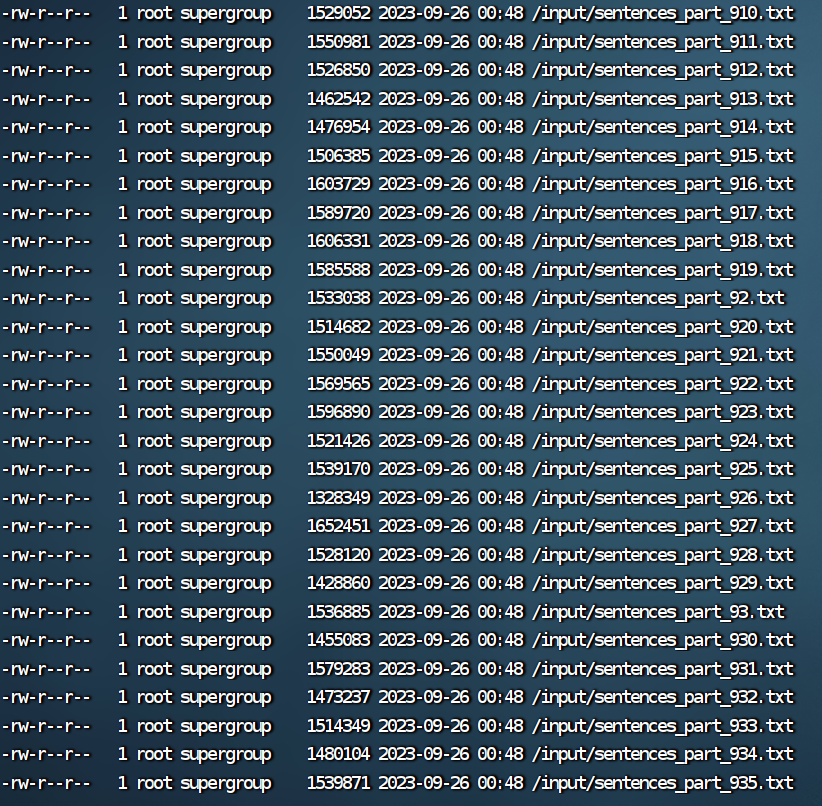 -rw-r--r--   1 root supergroup    1529052 2023-09-26 00:48 /input/sentences_part_910.txt
-rw-r--r--   1 root supergroup    1550981 2023-09-26 00:48 /input/sentences_part_911.txt
-rw-r--r--   1 root supergroup    1526850 2023-09-26 00:48 /input/sentences_part_912.txt
-rw-r--r--   1 root supergroup    1462542 2023-09-26 00:48 /input/sentences_part_913.txt
-rw-r--r--   1 root supergroup    1476954 2023-09-26 00:48 /input/sentences_part_914.txt
-rw-r--r--   1 root supergroup    1506385 2023-09-26 00:48 /input/sentences_part_915.txt
-rw-r--r--   1 root supergroup    1603729 2023-09-26 00:48 /input/sentences_part_916.txt
-rw-r--r--   1 root supergroup    1589720 2023-09-26 00:48 /input/sentences_part_917.txt
-rw-r--r--   1 root supergroup    1606331 2023-09-26 00:48 /input/sentences_part_918.txt
-rw-r--r--   1 root supergroup    1585588 2023-09-26 00:48 /input/sentences_part_919.txt
-rw-r--r--   1 root supergroup    1533038 2023-09-26 00:48 /input/sentences_part_92.txt
-rw-r--r--   1 root supergroup    1514682 2023-09-26 00:48 /input/sentences_part_920.txt
-rw-r--r--   1 root supergroup    1550049 2023-09-26 00:48 /input/sentences_part_921.txt
-rw-r--r--   1 root supergroup    1569565 2023-09-26 00:48 /input/sentences_part_922.txt
-rw-r--r--   1 root supergroup    1596890 2023-09-26 00:48 /input/sentences_part_923.txt
-rw-r--r--   1 root supergroup    1521426 2023-09-26 00:48 /input/sentences_part_924.txt
-rw-r--r--   1 root supergroup    1539170 2023-09-26 00:48 /input/sentences_part_925.txt
-rw-r--r--   1 root supergroup    1328349 2023-09-26 00:48 /input/sentences_part_926.txt
-rw-r--r--   1 root supergroup    1652451 2023-09-26 00:48 /input/sentences_part_927.txt
-rw-r--r--   1 root supergroup    1528120 2023-09-26 00:48 /input/sentences_part_928.txt
-rw-r--r--   1 root supergroup    1428860 2023-09-26 00:48 /input/sentences_part_929.txt
-rw-r--r--   1 root supergroup    1536885 2023-09-26 00:48 /input/sentences_part_93.txt
-rw-r--r--   1 root supergroup    1455083 2023-09-26 00:48 /input/sentences_part_930.txt
-rw-r--r--   1 root supergroup    1579283 2023-09-26 00:48 /input/sentences_part_931.txt
-rw-r--r--   1 root supergroup    1473237 2023-09-26 00:48 /input/sentences_part_932.txt
-rw-r--r--   1 root supergroup    1514349 2023-09-26 00:48 /input/sentences_part_933.txt
-rw-r--r--   1 root supergroup    1480104 2023-09-26 00:48 /input/sentences_part_934.txt
-rw-r--r--   1 root supergroup    1539871 2023-09-26 00:48 /input/sentences_part_935.txt